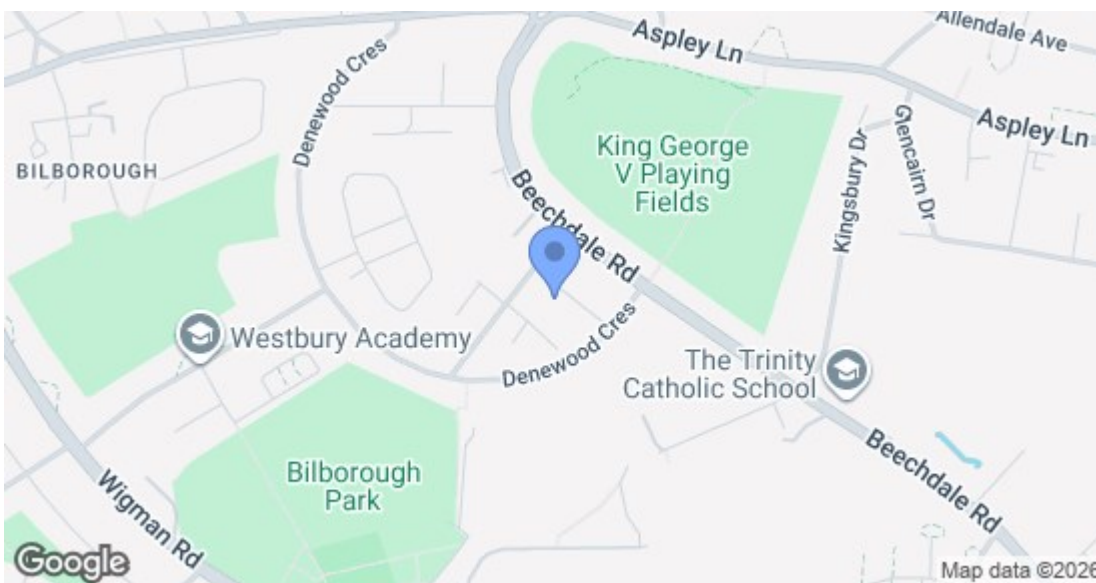 Allendale Ave
Aspley Ln
Denewood Cres
Glencairn Dr
Aspley Ln
King George
V Playing
Fields
BILBOROUGH
Kingsbury Dr
Beechdale Rd
Westbury Academy
Denewood Cres
The Trinity
Catholic School
Beechdale Rd
Bilborough
Park
Wigman Rd
Google
Map data ©2026